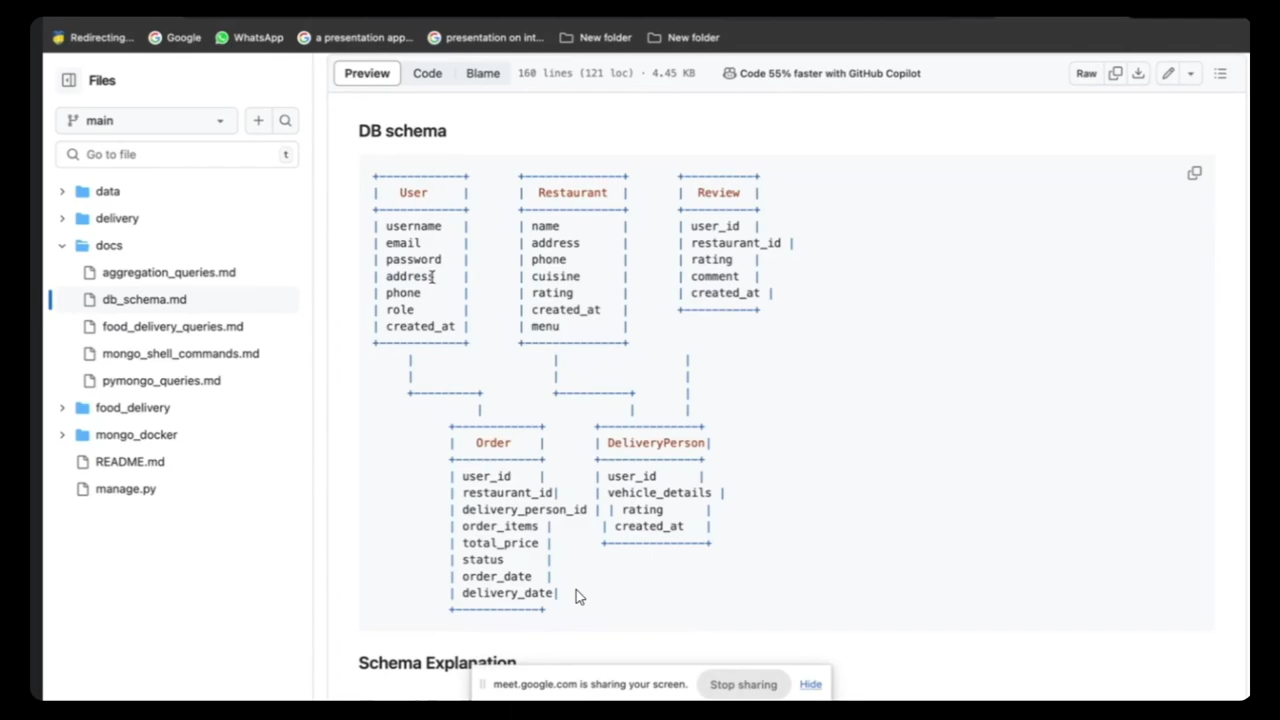 Redirecting... Google WhatsApp a presentation app... presentation on int... New folder New folder
Files
main
Go to file t
data
delivery
docs
aggregation_queries.md
db_schema.md
food_delivery_queries.md
mongo_shell_commands.md
pymongo_queries.md
food_delivery
mongo_docker
README.md
manage.py
Preview Code Blame 160 lines (121 loc) · 4.45 KB Code 55% faster with GitHub Copilot Raw
DB schema
User
username
email
password
address
phone
role
created_at
Restaurant
name
address
phone
cuisine
rating
created_at
menu
Review
user_id
restaurant_id
rating
comment
created_at
Order
user_id
restaurant_id
delivery_person_id
order_items
total_price
status
order_date
delivery_date
DeliveryPerson
user_id
vehicle_details
rating
created_at
Schema Explanation
meet.google.com is sharing your screen. Stop sharing Hide